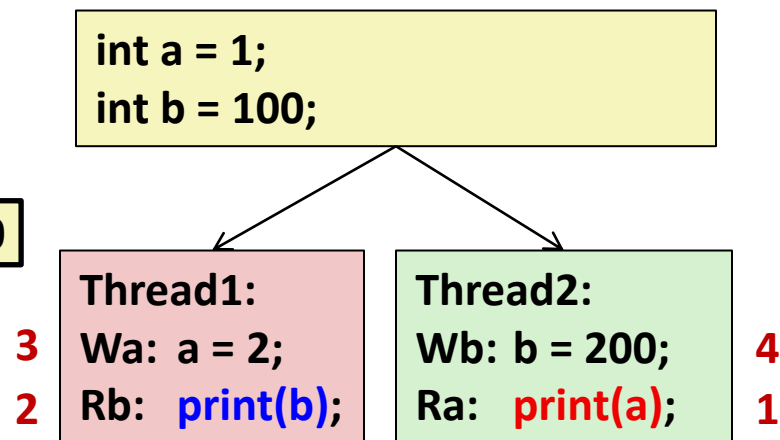 int a = 1;
int b = 100;
Thread1:
3 Wa: a = 2;
2 Rb: print(b);
Thread2:
Wb: b = 200; 4
Ra: print(a); 1